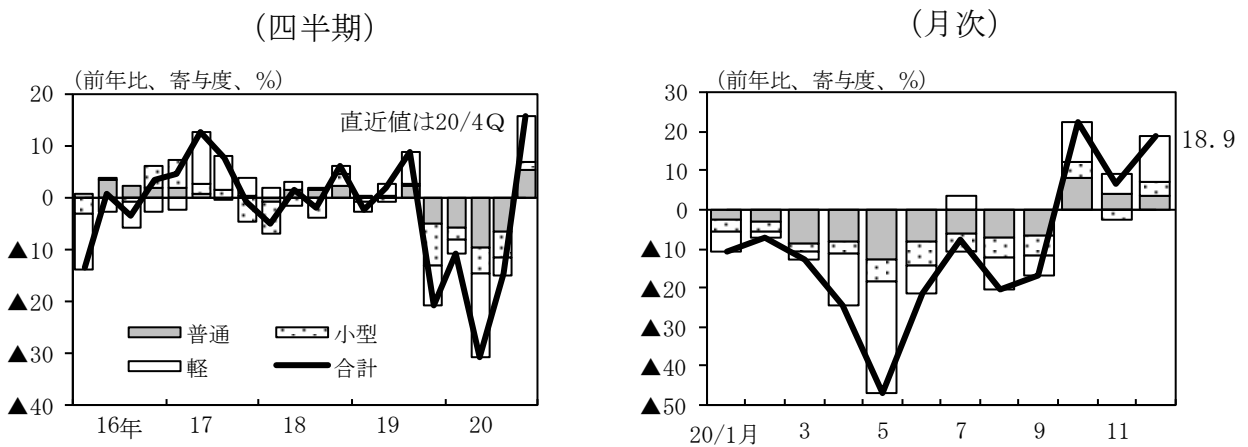 (四半期)
(前年比、寄与度、%)
直近値は20/4Q
20
10
0
▲10
▲20
▲30
▲40
普通
小型
軽
合計
16年 17 18 19 20
(月次)
(前年比、寄与度、%)
30
20
10
0
▲10
▲20
▲30
▲40
▲50
18.9
20/1月 3 5 7 9 11